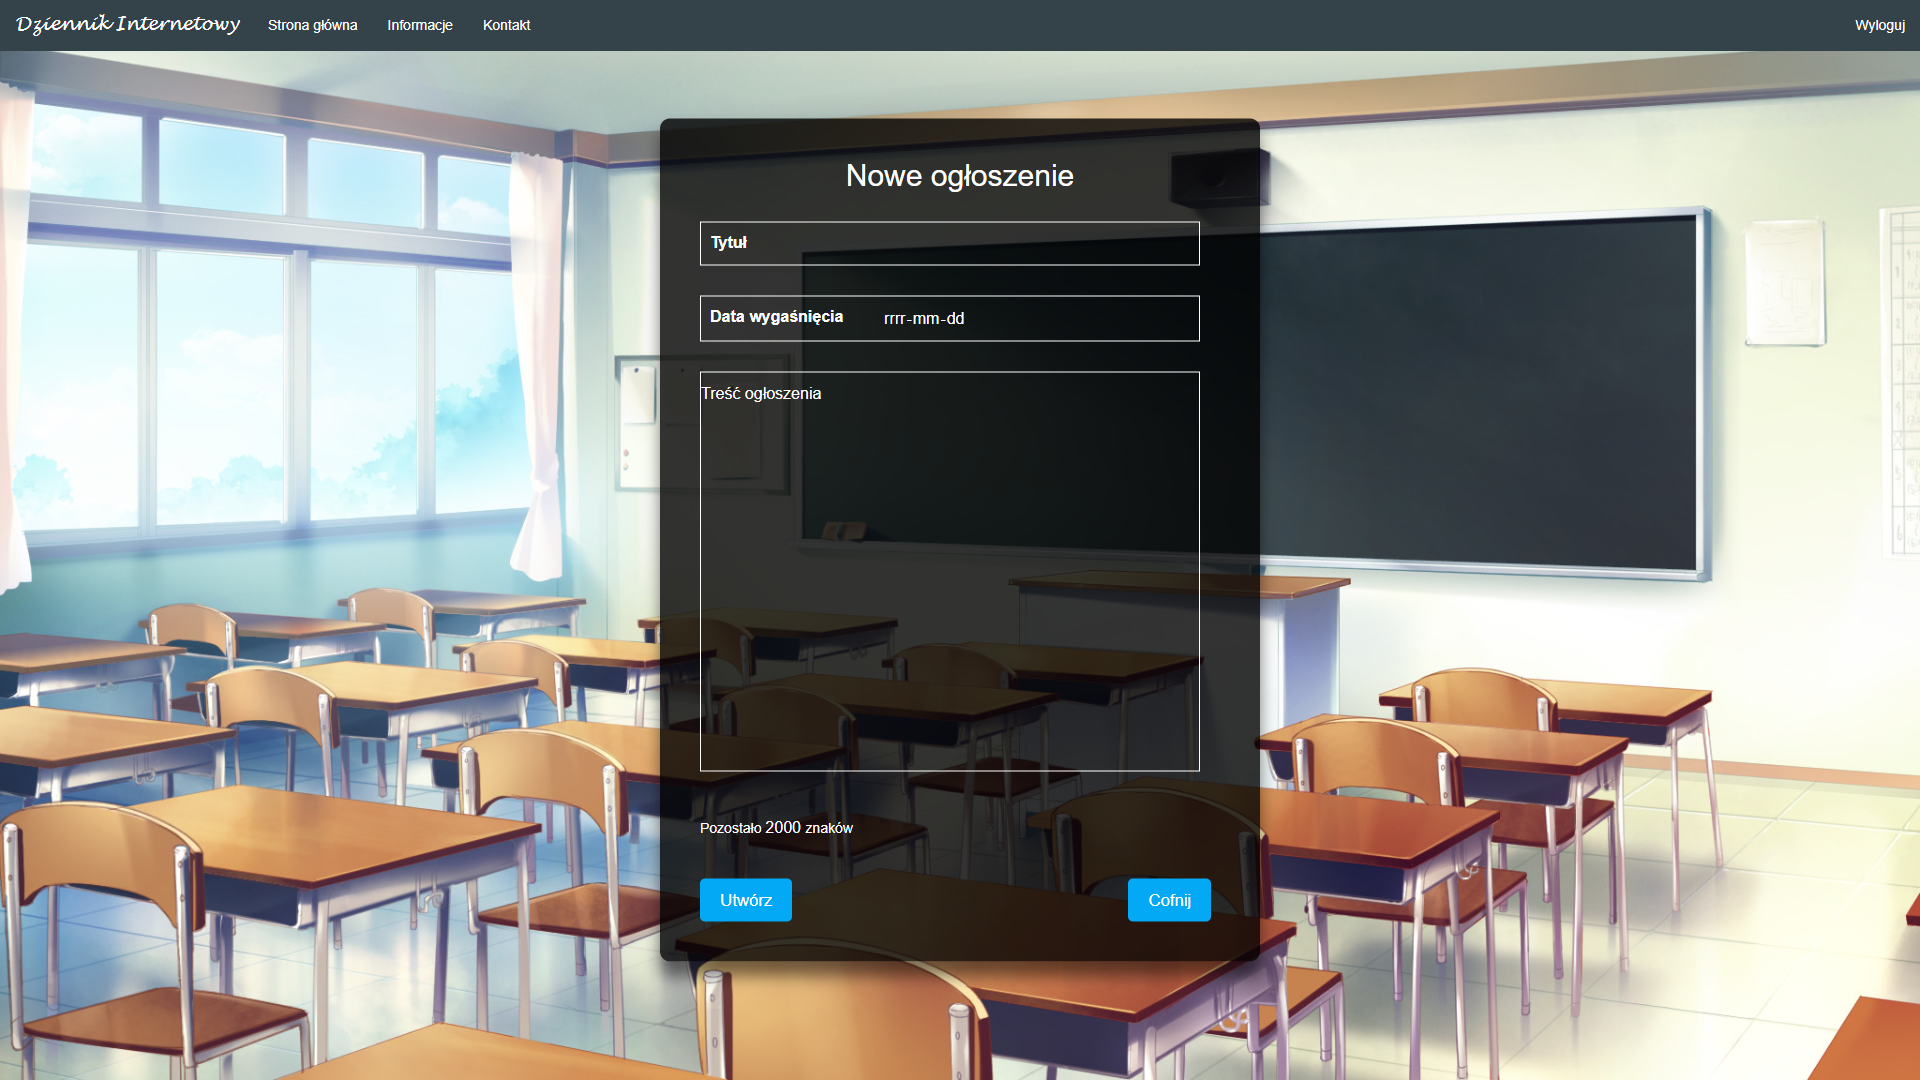 Dziennik Internetowy Strona główna Informacje Kontakt Wyloguj
Nowe ogłoszenie
Tytuł
Data wygaśnięcia rrrr-mm-dd
Treść ogłoszenia
Pozostało 2000 znaków
Utwórz Cofnij